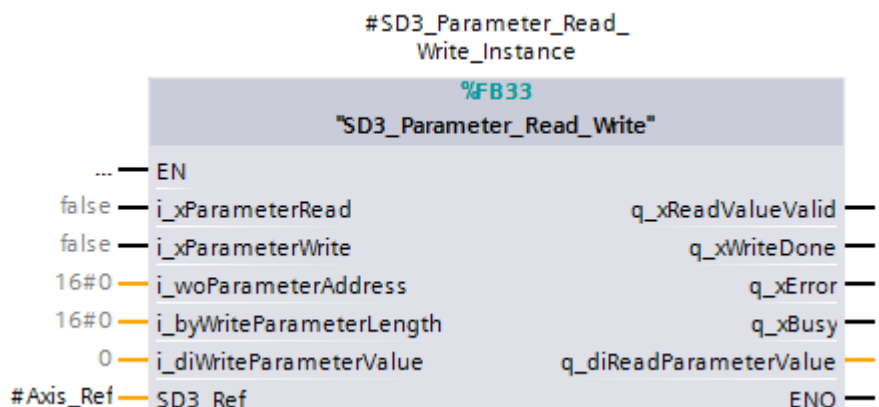 #SD3_Parameter_Read_
Write_Instance
%FB33
"SD3_Parameter_Read_Write"
... EN
false i_xParameterRead q_xReadValueValid
false i_xParameterWrite q_xWriteDone
16#0 i_woParameterAddress q_xError
16#0 i_byWriteParameterLength q_xBusy
0 i_diWriteParameterValue q_diReadParameterValue
#Axis_Ref SD3_Ref ENO